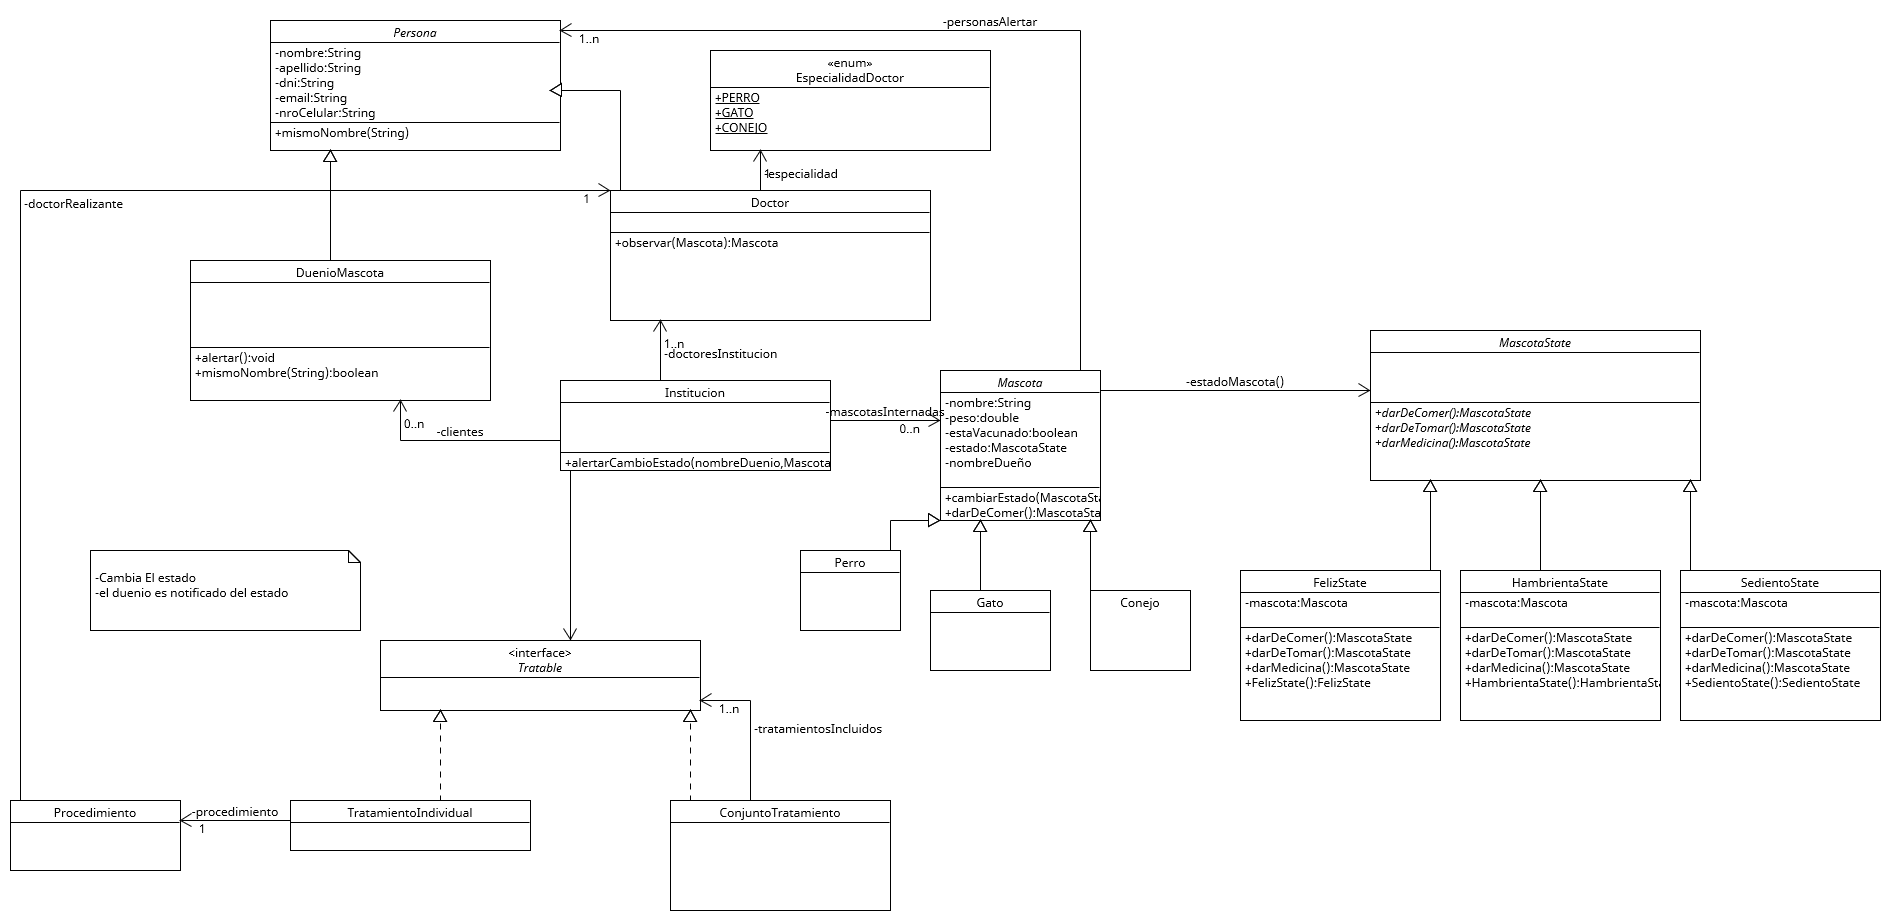 -personasAlertar
1..n
Persona
-nombre:String
-apellido:String
-dni:String
-email:String
-nroCelular:String
+mismoNombre(String)
«enum»
EspecialidadDoctor
+PERRO
+GATO
+CONEJO
-especialidad
-doctorRealizante
1
Doctor
+observar(Mascota):Mascota
DuenioMascota
+alertar():void
+mismoNombre(String):boolean
1..n
-doctoresInstitucion
Institucion
+alertarCambioEstado(nombreDuenio,Mascota
0..n
-clientes
-mascotasInternadas
0..n
Mascota
-nombre:String
-peso:double
-estaVacunado:boolean
-estado:MascotaState
-nombreDueño
+cambiarEstado(MascotaSta
+darDeComer():MascotaSta
-estadoMascota()
MascotaState
+darDeComer():MascotaState
+darDeTomar():MascotaState
+darMedicina():MascotaState
-Cambia El estado
-el duenio es notificado del estado
Perro
Gato
Conejo
FelizState
-mascota:Mascota
+darDeComer():MascotaState
+darDeTomar():MascotaState
+darMedicina():MascotaState
+FelizState():FelizState
HambrientaState
-mascota:Mascota
+darDeComer():MascotaState
+darDeTomar():MascotaState
+darMedicina():MascotaState
+HambrientaState():HambrientaSta
SedientoState
-mascota:Mascota
+darDeComer():MascotaState
+darDeTomar():MascotaState
+darMedicina():MascotaState
+SedientoState():SedientoState
<interface>
Tratable
1..n
-tratamientosIncluidos
Procedimiento
-procedimiento
1
TratamientoIndividual
ConjuntoTratamiento